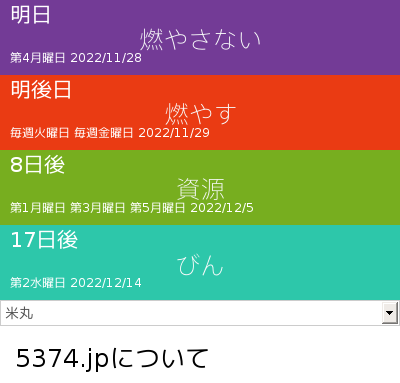 明日
燃やさない
第4月曜日 2022/11/28
明後日
燃やす
毎週火曜日 毎週金曜日 2022/11/29
8日後
資源
第1月曜日 第3月曜日 第5月曜日 2022/12/5
17日後
びん
第2水曜日 2022/12/14
米丸
5374.jpについて